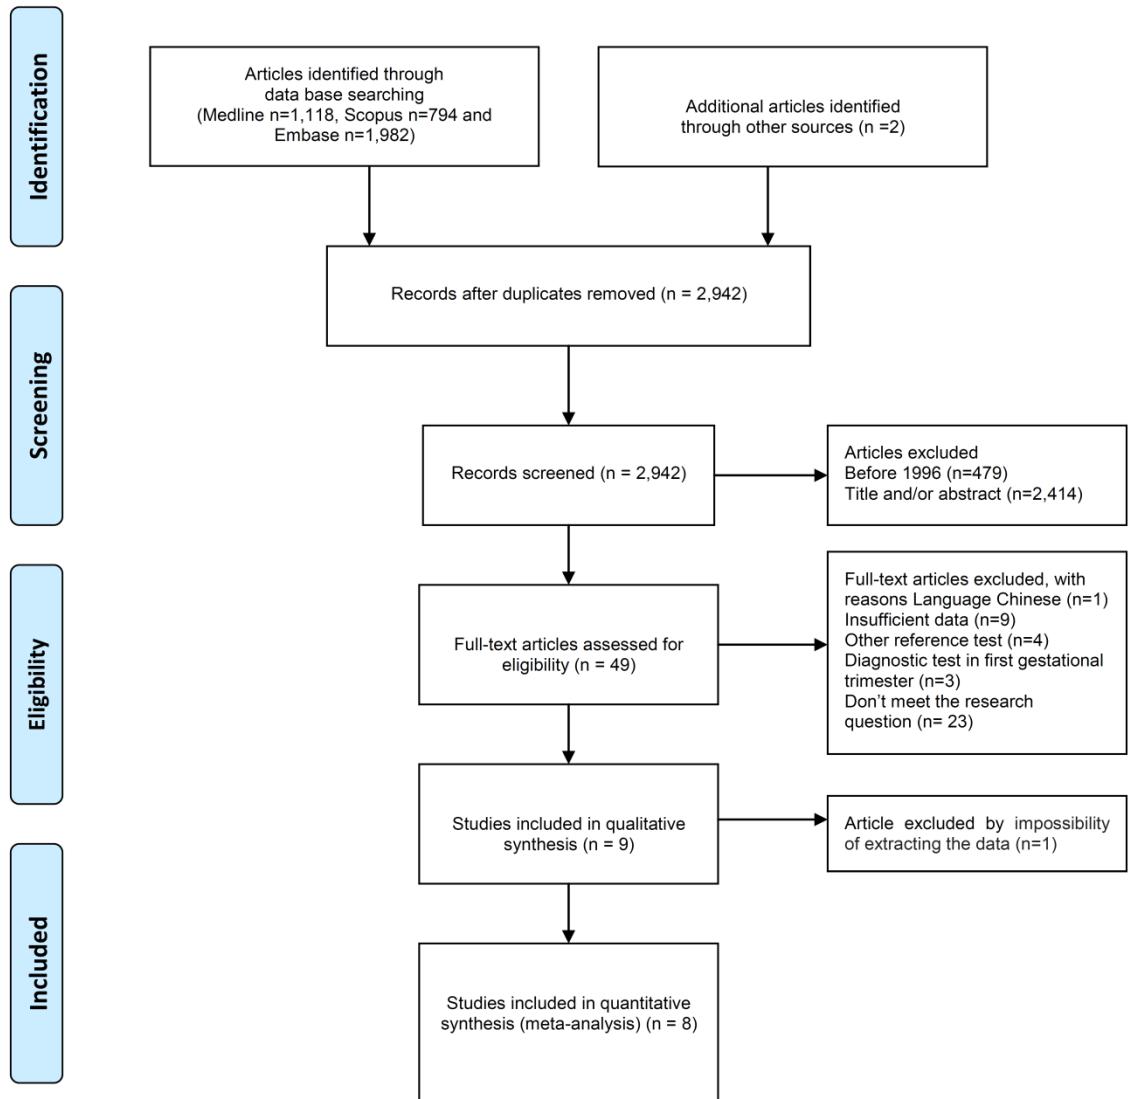 Identification
Articles identified through
data base searching
(Medline n=1,118, Scopus n=794 and
Embase n=1,982)
Additional articles identified
through other sources (n =2)
Records after duplicates removed (n = 2,942)
Screening
Records screened (n = 2,942)
Articles excluded
Before 1996 (n=479)
Title and/or abstract (n=2,414)
Eligibility
Full-text articles assessed for
eligibility (n = 49)
Full-text articles excluded, with
reasons Language Chinese (n=1)
Insufficient data (n=9)
Other reference test (n=4)
Diagnostic test in first gestational
trimester (n=3)
Don’t meet the research
question (n= 23)
Studies included in qualitative
synthesis (n = 9)
Article excluded by impossibility
of extracting the data (n=1)
Included
Studies included in quantitative
synthesis (meta-analysis) (n = 8)